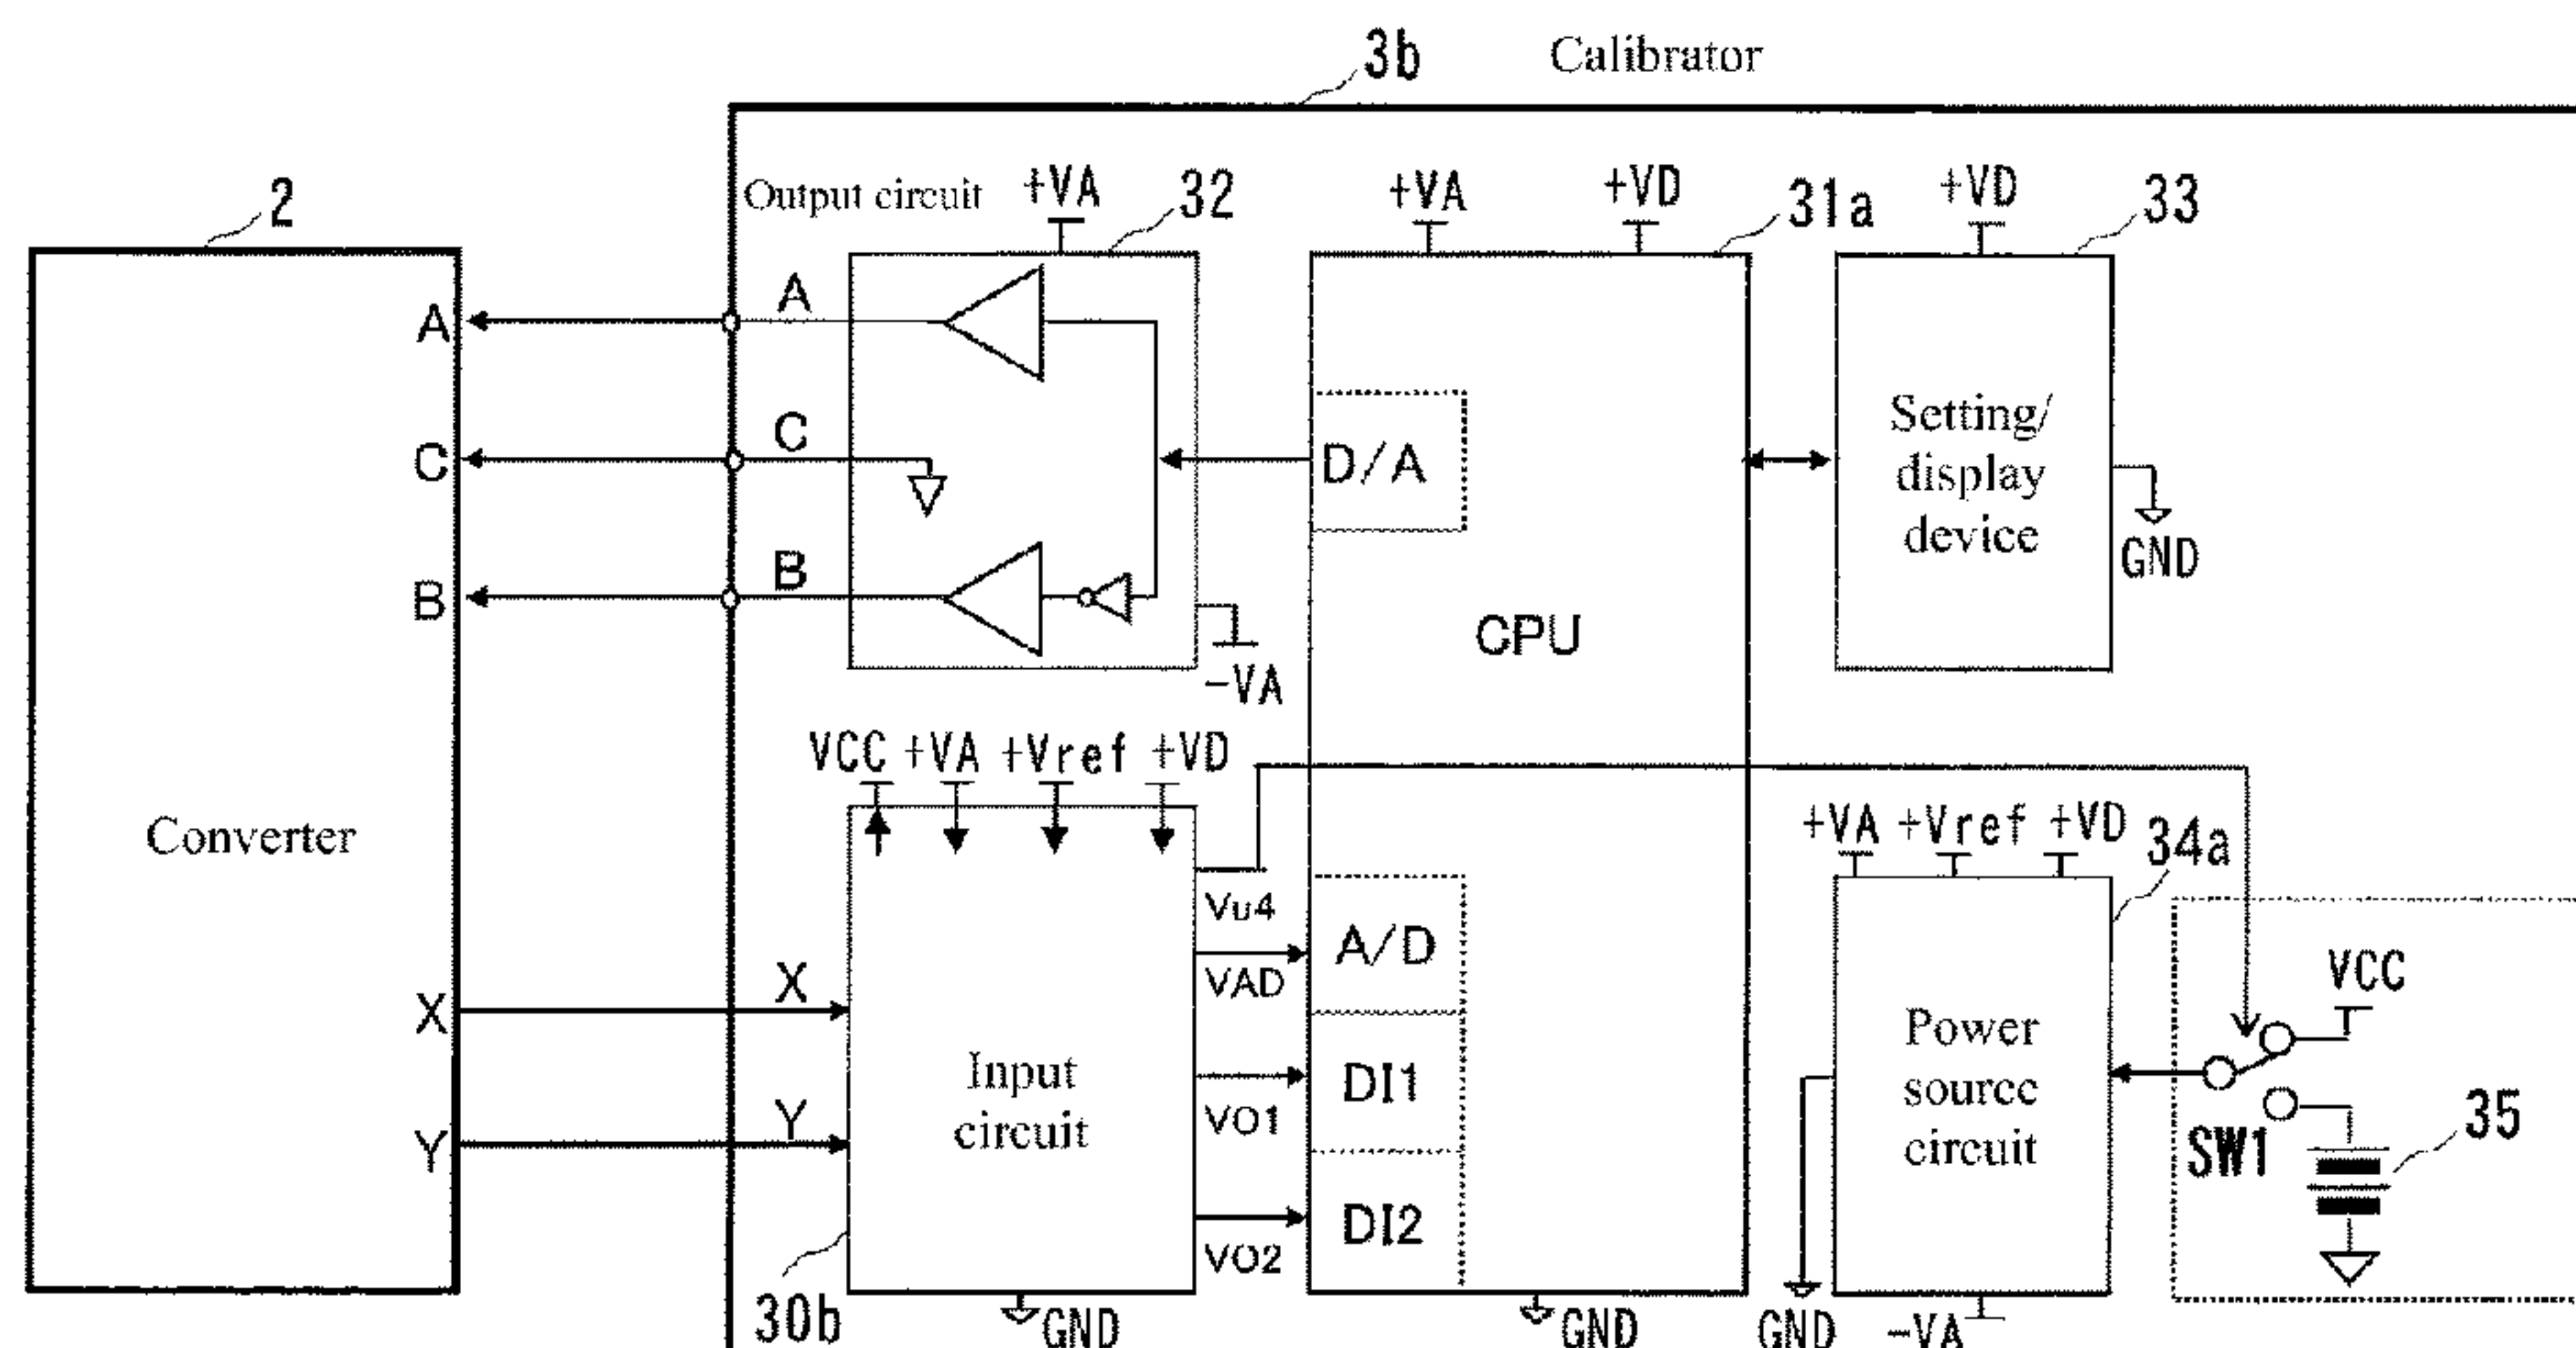 3b Calibrator
2
Output circuit +VA 32
+VA +VD 31a
+VD 33
A A
C C
B B
-VA
D/A
CPU
Setting/
display
device
GND
VCC +VA +Vref +VD
Converter
X X
Y Y
Input
circuit
30b
GND
Vu4
VAD
VO1
VO2
A/D
DI1
DI2
GND
+VA +Vref +VD 34a
Power
source
circuit
GND -VA
VCC
SW1
35